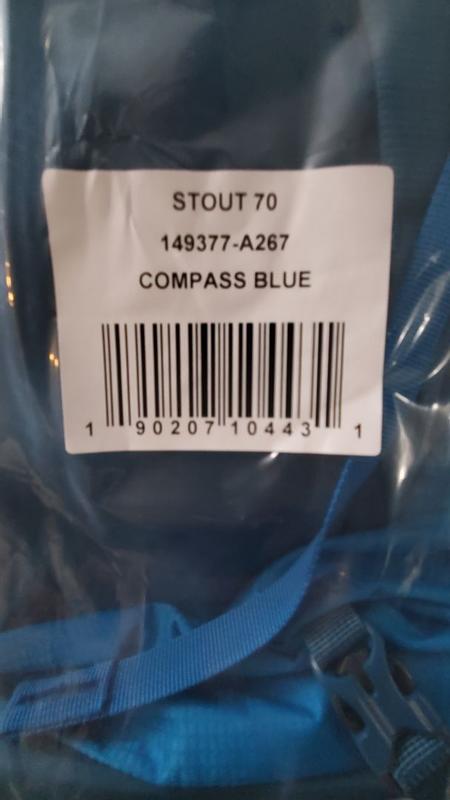 STOUT 70
149377-A267
COMPASS BLUE
1 90207 10443 1